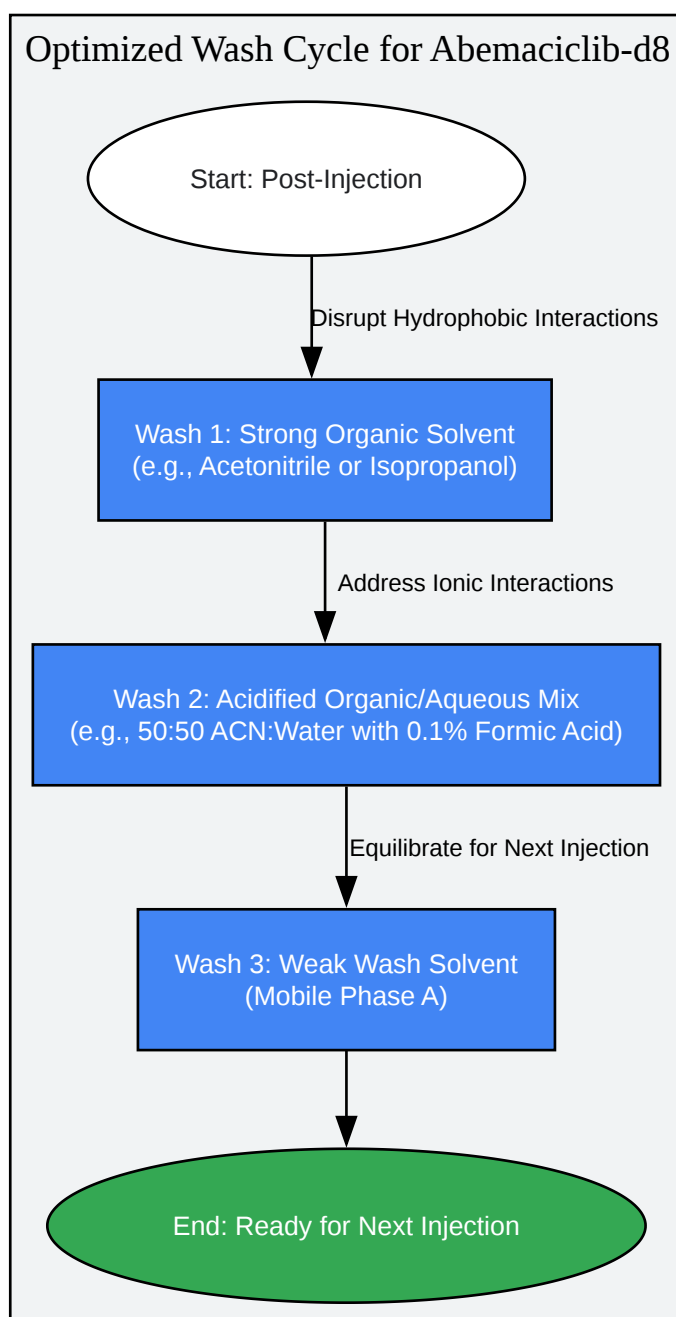 Optimized Wash Cycle for Abemaciclib-d8
Start: Post-Injection
Disrupt Hydrophobic Interactions
Wash 1: Strong Organic Solvent
(e.g., Acetonitrile or Isopropanol)
Address Ionic Interactions
Wash 2: Acidified Organic/Aqueous Mix
(e.g., 50:50 ACN:Water with 0.1% Formic Acid)
Equilibrate for Next Injection
Wash 3: Weak Wash Solvent
(Mobile Phase A)
End: Ready for Next Injection